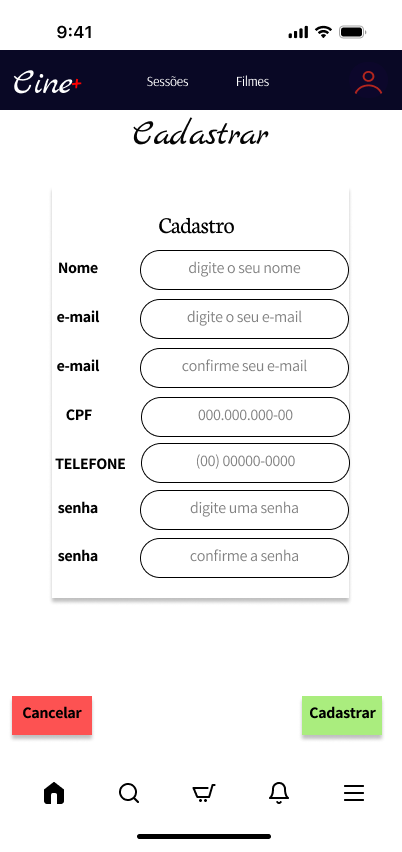 9:41
Cine+
Sessões
Filmes
Cadastrar
Cadastro
Nome
digite o seu nome
e-mail
digite o seu e-mail
e-mail
confirme seu e-mail
CPF
000.000.000-00
TELEFONE
(00) 00000-0000
senha
digite uma senha
senha
confirme a senha
Cancelar
Cadastrar